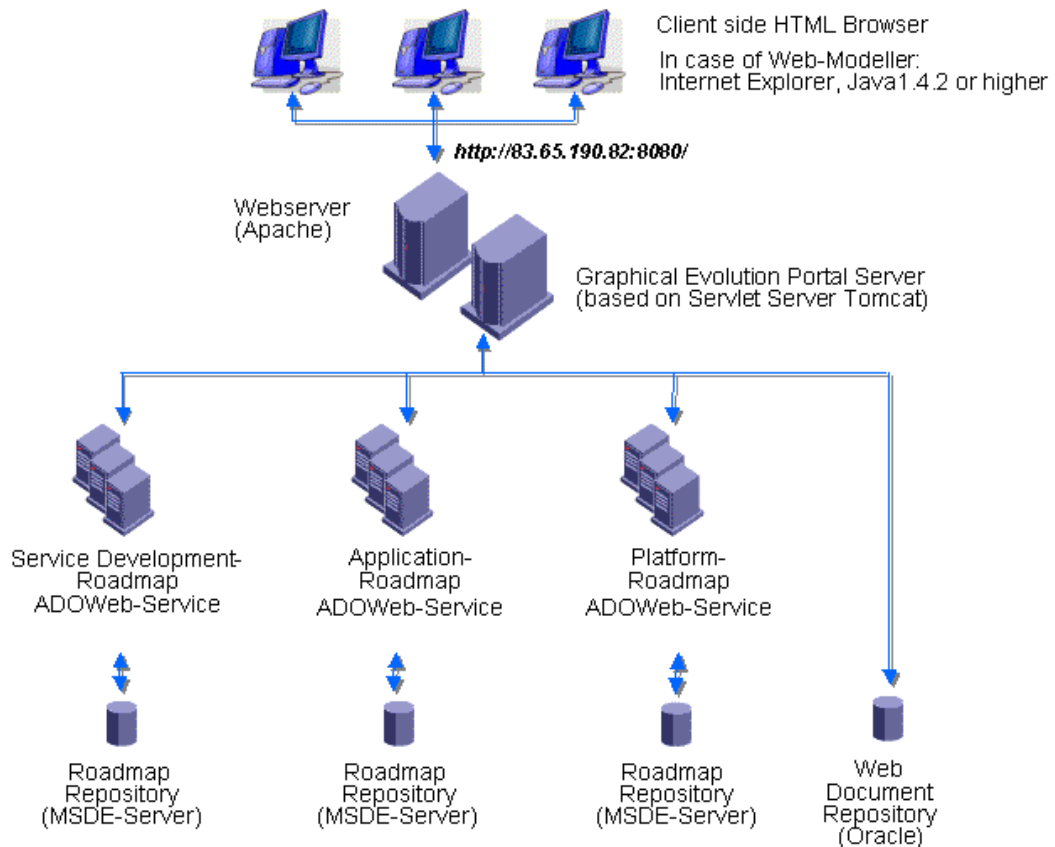 Client side HTML Browser
In case of Web-Modeller:
Internet Explorer, Java1.4.2 or higher
http://83.65.190.82:8080/
Webserver
(Apache)
Graphical Evolution Portal Server
(based on Servlet Server Tomcat)
Service Development-
Roadmap
ADOWeb-Service
Application-
Roadmap
ADOWeb-Service
Platform-
Roadmap
ADOWeb-Service
Roadmap
Repository
(MSDE-Server)
Roadmap
Repository
(MSDE-Server)
Roadmap
Repository
(MSDE-Server)
Web
Document
Repository
(Oracle)